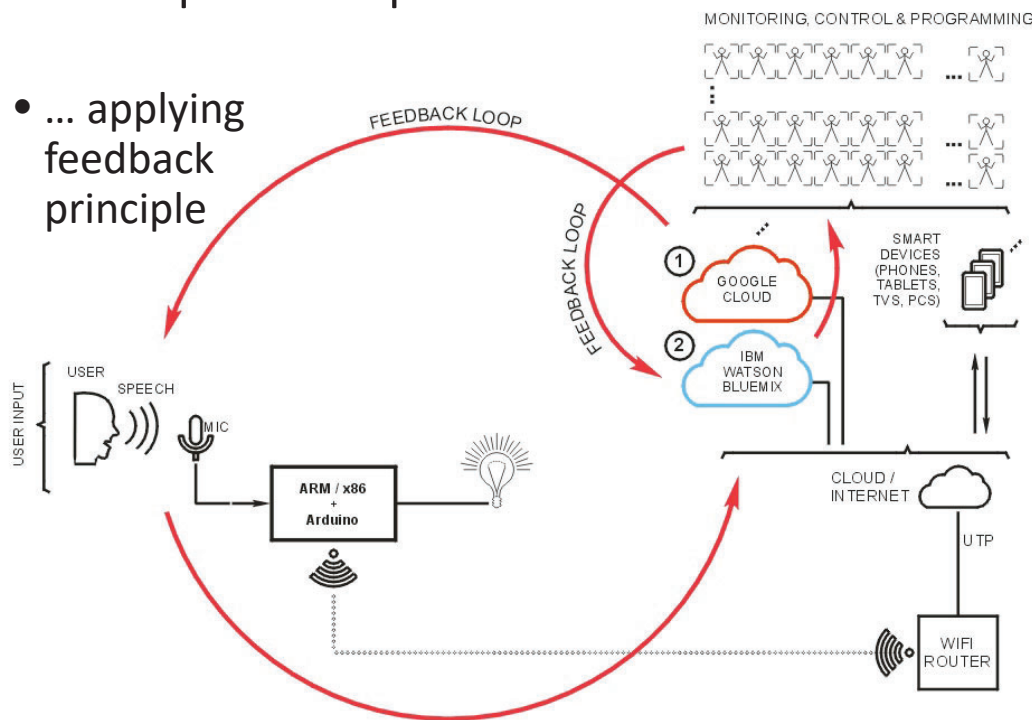 MONITORING, CONTROL & PROGRAMMING
• ... applying
feedback
principle
FEEDBACK LOOP
FEEDBACK LOOP
1
GOOGLE
CLOUD
2
IBM
WATSON
BLUEMIX
SMART
DEVICES
(PHONES,
TABLETS,
TVS, PCS)
USER INPUT
USER
SPEECH
MIC
ARM / x86
+
Arduino
CLOUD /
INTERNET
UTP
WIFI
ROUTER